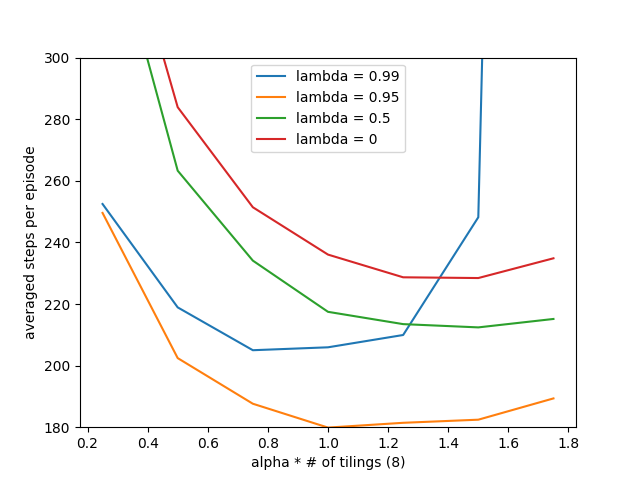 300
280
260
240
220
200
180
averaged steps per episode
lambda = 0.99
lambda = 0.95
lambda = 0.5
lambda = 0
0.2 0.4 0.6 0.8 1.0 1.2 1.4 1.6 1.8
alpha * # of tilings (8)